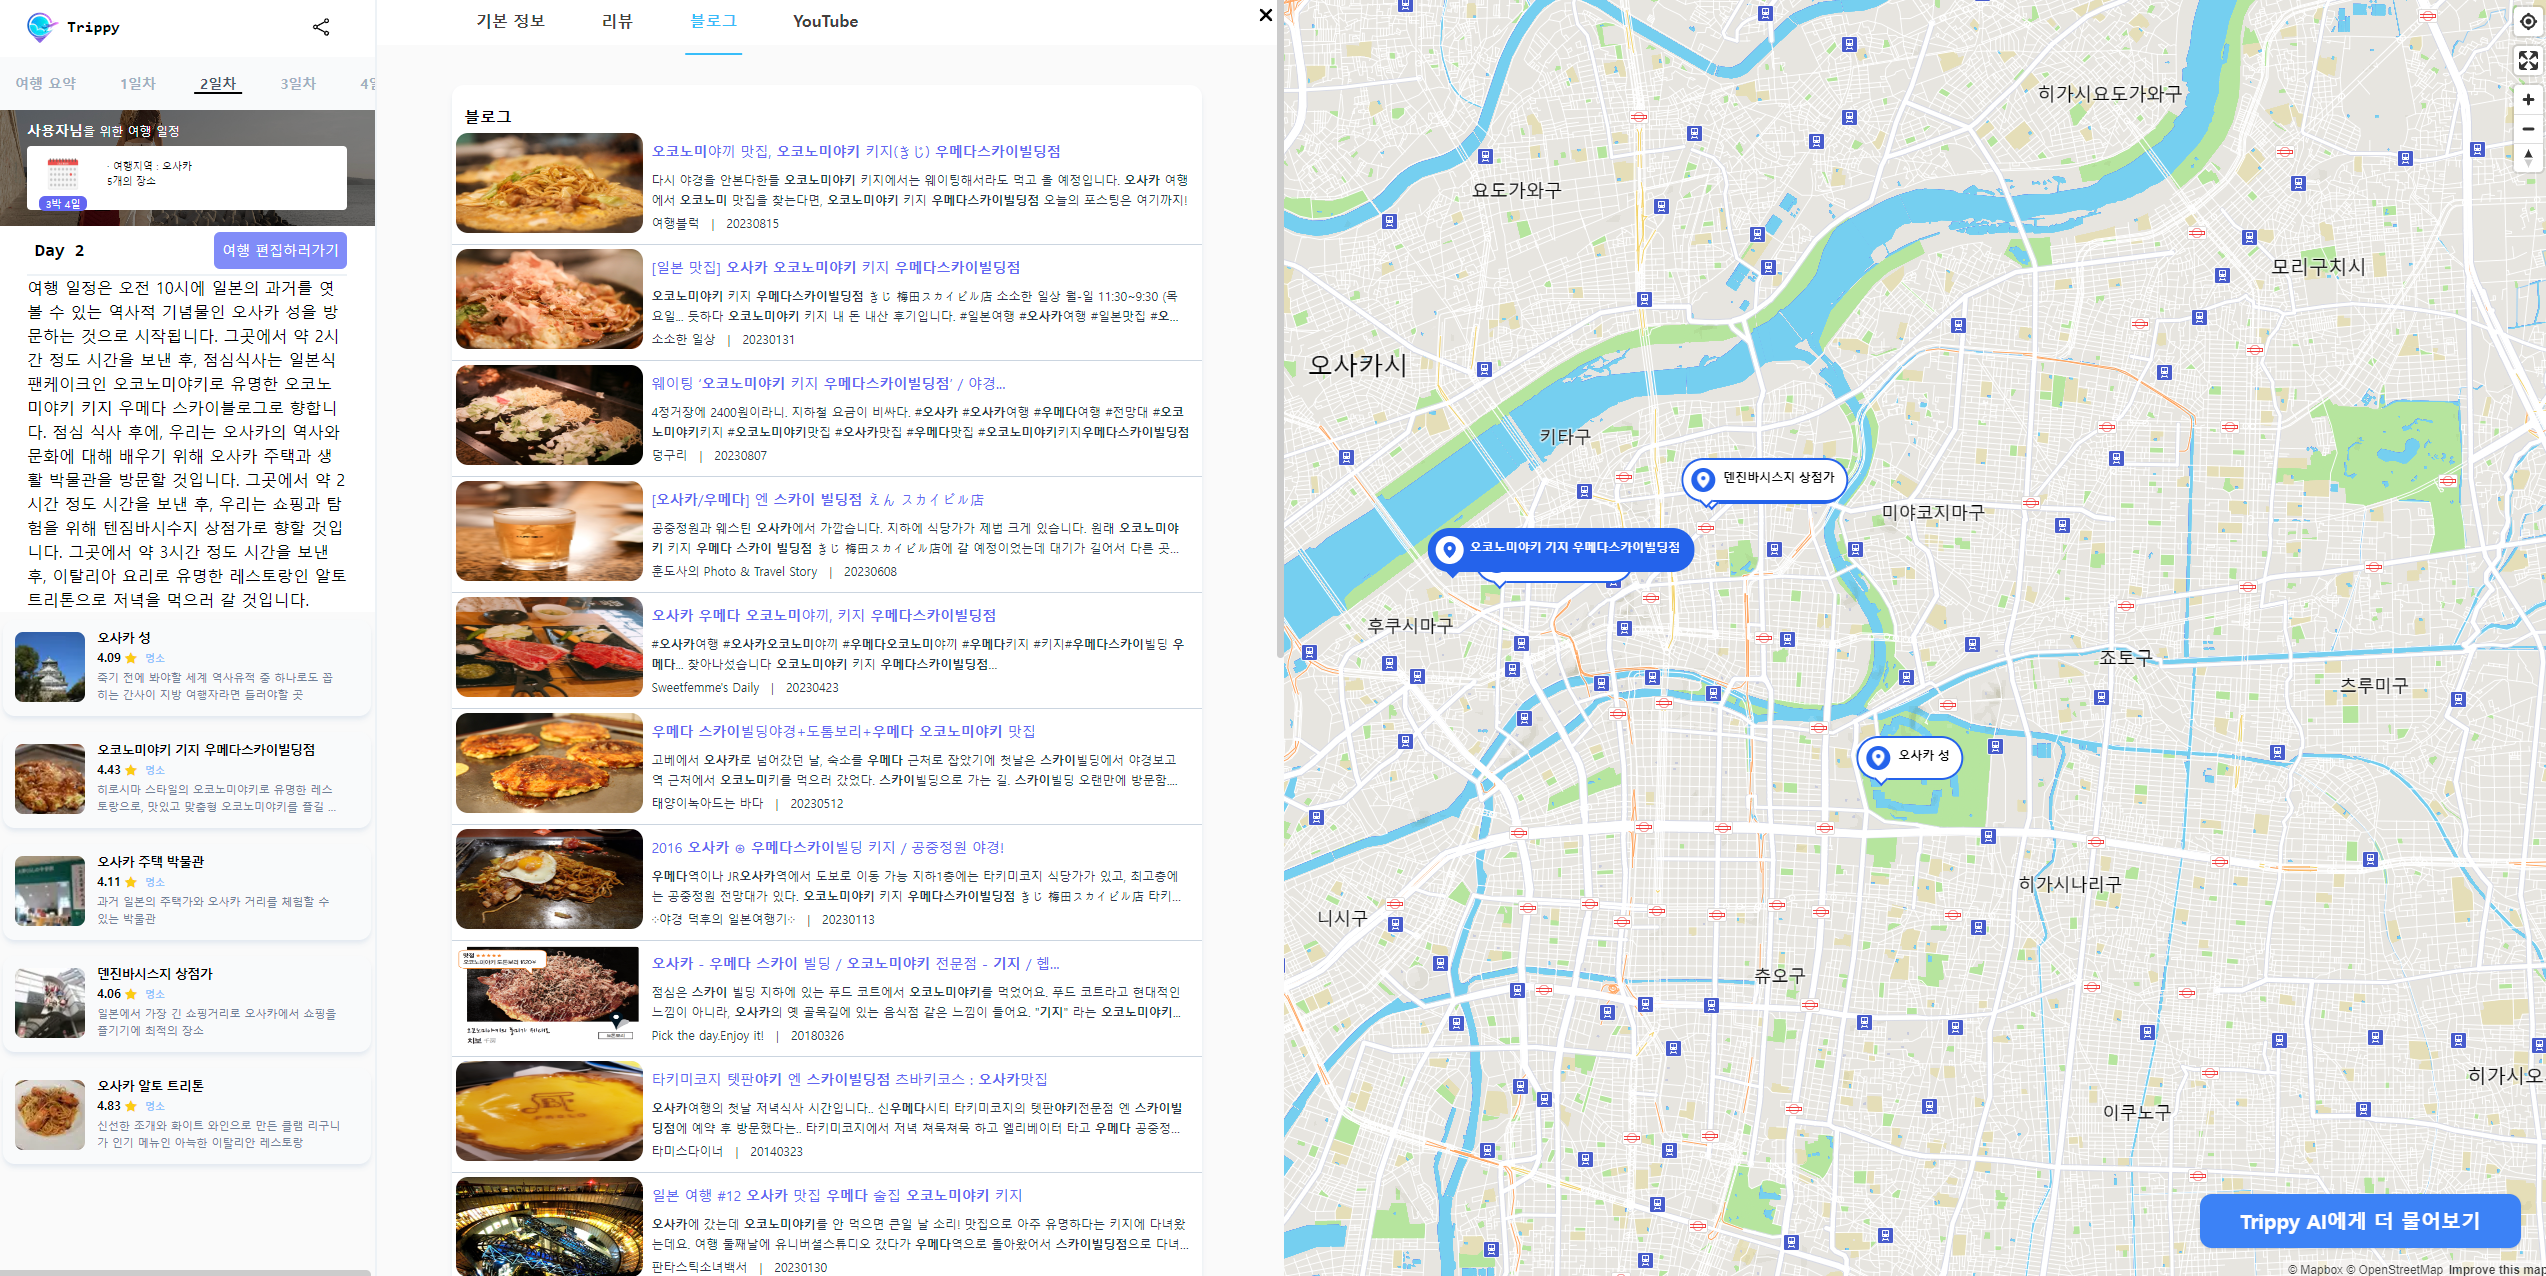 Trippy
여행 요약 1일차 2일차 3일차 4일
사용자님을 위한 여행 일정
· 여행지역 : 오사카
5개의 장소
3박 4일
Day 2
여행 편집하러가기
여행 일정은 오전 10시에 일본의 과거를 엿
볼 수 있는 역사적 기념물인 오사카 성을 방
문하는 것으로 시작됩니다. 그곳에서 약 2시
간 정도 시간을 보낸 후, 점심식사는 일본식
팬케이크인 오코노미야키로 유명한 오코노
미야키 키지 우메다 스카이블로그로 향합니
다. 점심 식사 후에, 우리는 오사카의 역사와
문화에 대해 배우기 위해 오사카 주택과 생
활 박물관을 방문할 것입니다. 그곳에서 약 2
시간 정도 시간을 보낸 후, 우리는 쇼핑과 탐
험을 위해 텐짐바시수지 상점가로 향할 것입
니다. 그곳에서 약 3시간 정도 시간을 보낸
후, 이탈리아 요리로 유명한 레스토랑인 알토
트리톤으로 저녁을 먹으러 갈 것입니다.
오사카 성
4.09 명소
죽기 전에 봐야할 세계 역사유적 중 하나로도 꼽
히는 간사이 지방 여행자라면 들러야할 곳
오코노미야키 기지 우메다스카이빌딩점
4.43 명소
히로시마 스타일의 오코노미야키로 유명한 레스
토랑으로, 맛있고 맞춤형 오코노미야키를 즐길 ...
오사카 주택 박물관
4.11 명소
과거 일본의 주택가와 오사카 거리를 체험할 수
있는 박물관
덴진바시스지 상점가
4.06 명소
일본에서 가장 긴 쇼핑거리로 오사카에서 쇼핑을
즐기기에 최적의 장소
오사카 알토 트리톤
4.83 명소
신선한 조개와 화이트 와인으로 만든 클램 리구니
가 인기 메뉴인 아늑한 이탈리안 레스토랑
기본 정보 리뷰 블로그 YouTube
블로그
오코노미야끼 맛집, 오코노미야키 키지(きじ) 우메다스카이빌딩점
다시 야경을 안본다한들 오코노미야키 키지에서는 웨이팅해서라도 먹고 올 예정입니다. 오사카 여행
에서 오코노미 맛집을 찾는다면, 오코노미야키 키지 우메다스카이빌딩점 오늘의 포스팅은 여기까지!
여행블럭 | 20230815
[일본 맛집] 오사카 오코노미야키 키지 우메다스카이빌딩점
오코노미야키 키지 우메다스카이빌딩점 きじ 梅田スカイビル店 소소한 일상 월-일 11:30~9:30 (목
요일... 듯하다 오코노미야키 키지 내 돈 내산 후기입니다. #일본여행 #오사카여행 #일본맛집 #오...
소소한 일상 | 20230131
웨이팅 '오코노미야키 키지 우메다스카이빌딩점' / 야경...
4정거장에 2400원이라니. 지하철 요금이 비싸다. #오사카 #오사카여행 #우메다여행 #전망대 #오코
노미야키키지 #오코노미야키맛집 #오사카맛집 #우메다맛집 #오코노미야키키지우메다스카이빌딩점
덩구리 | 20230807
[오사카/우메다] 엔 스카이 빌딩점 えん スカイビル店
공중정원과 웨스틴 오사카에서 가깝습니다. 지하에 식당가가 제법 크게 있습니다. 원래 오코노미야
키 키지 우메다 스카이 빌딩점 きじ 梅田スカイビル店에 갈 예정이었는데 대기가 길어서 다른 곳...
훈도사의 Photo & Travel Story | 20230608
오사카 우메다 오코노미야끼, 키지 우메다스카이빌딩점
#오사카여행 #오사카오코노미야끼 #우메다오코노미야끼 #우메다키지 #키지#우메다스카이빌딩 우
메다... 찾아나섰습니다 오코노미야키 키지 우메다스카이빌딩점...
Sweetfemme's Daily | 20230423
우메다 스카이빌딩야경+도톰보리+우메다 오코노미야키 맛집
고베에서 오사카로 넘어갔던 날, 숙소를 우메다 근처로 잡았기에 첫날은 스카이빌딩에서 야경보고
역 근처에서 오코노미키를 먹으러 갔었다. 스카이빌딩으로 가는 길. 스카이빌딩 오랜만에 방문함....
태양이녹아드는 바다 | 20230512
2016 오사카 ⊙ 우메다스카이빌딩 키지 / 공중정원 야경!
우메다역이나 JR오사카역에서 도보로 이동 가능 지하1층에는 타키미코지 식당가가 있고, 최고층에
는 공중정원 전망대가 있다. 오코노미야키 키지 우메다스카이빌딩점 きじ 梅田スカイビル店 타키...
⁘야경 덕후의 일본여행기⁘ | 20230113
오사카 - 우메다 스카이 빌딩 / 오코노미야키 전문점 - 기지 / 헵...
점심은 스카이 빌딩 지하에 있는 푸드 코트에서 오코노미야키를 먹었어요. 푸드 코트라고 현대적인
느낌이 아니라, 오사카의 옛 골목길에 있는 음식점 같은 느낌이 들어요. "기지" 라는 오코노미야키...
Pick the day.Enjoy it! | 20180326
타키미코지 텟판야키 엔 스카이빌딩점 츠바키코스 : 오사카맛집
오사카여행의 첫날 저녁식사 시간입니다.. 신우메다시티 타키미코지의 텟판야키전문점 엔 스카이빌
딩점에 예약 후 방문했다는.. 타키미코지에서 저녁 쳐묵쳐묵 하고 엘리베이터 타고 우메다 공중정...
타미스다이너 | 20140323
일본 여행 #12 오사카 맛집 우메다 술집 오코노미야키 키지
오사카에 갔는데 오코노미야키를 안 먹으면 큰일 날 소리! 맛집으로 아주 유명하다는 키지에 다녀왔
는데요. 여행 둘째날에 유니버셜스튜디오 갔다가 우메다역으로 돌아왔어서 스카이빌딩점으로 다녀...
판타스틱소녀백서 | 20230130
히가시요도가와구
요도가와구
모리구치시
오사카시
키타구
덴진바시스지 상점가
미야코지마구
오코노미야키 기지 우메다스카이빌딩점
후쿠시마구
죠토구
츠루미구
오사카 성
히가시나리구
니시구
츄오구
히가시오
이쿠노구
Trippy AI에게 더 물어보기
© Mapbox © OpenStreetMap Improve this map